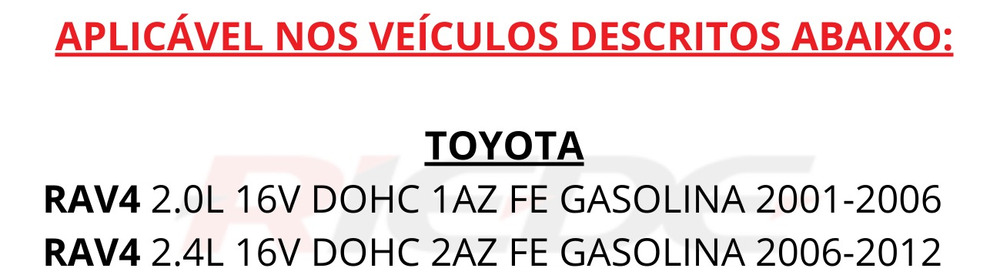 APLICÁVEL NOS VEÍCULOS DESCRITOS ABAIXO:
TOYOTA
RAV4 2.0L 16V DOHC 1AZ FE GASOLINA 2001-2006
RAV4 2.4L 16V DOHC 2AZ FE GASOLINA 2006-2012